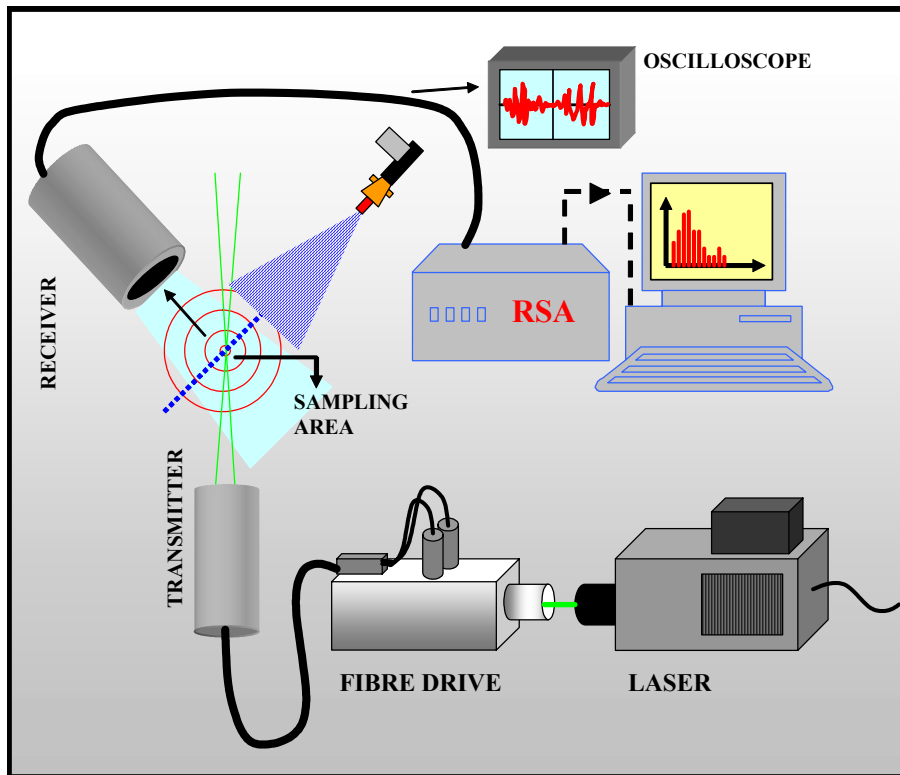 OSCILLOSCOPE
RECEIVER
RSA
SAMPLING
AREA
TRANSMITTER
FIBRE DRIVE
LASER